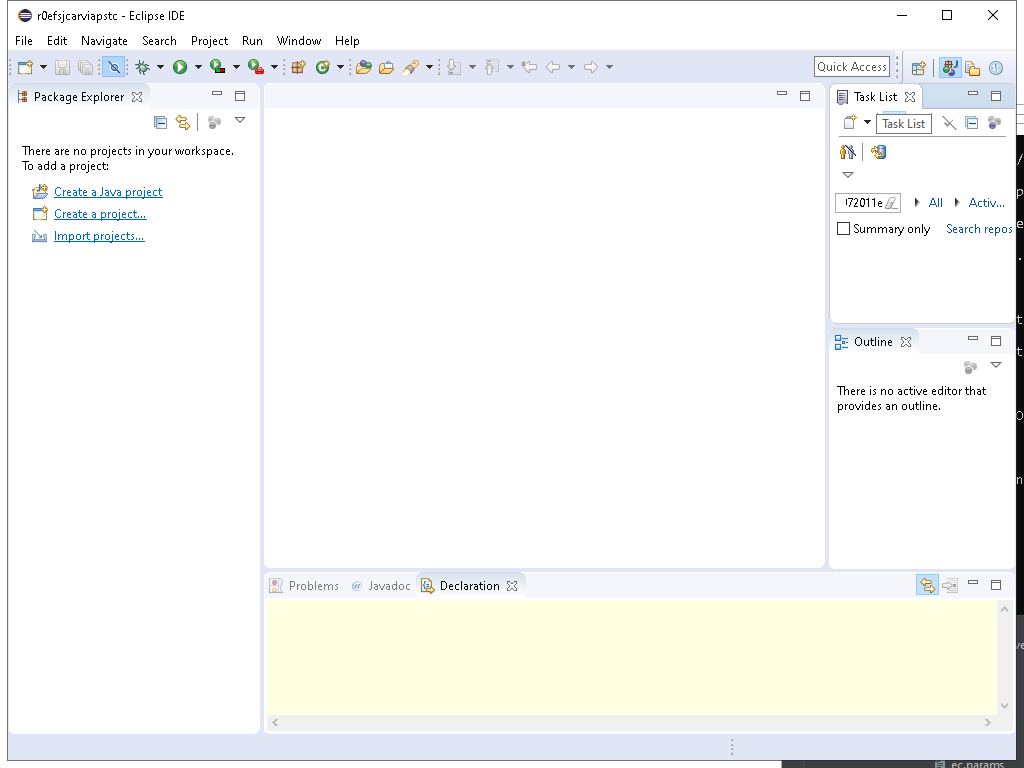 r0efsjcarviapstc - Eclipse IDE
File Edit Navigate Search Project Run Window Help
Quick Access
Package Explorer
Task List
Task List
There are no projects in your workspace.
To add a project:
Create a Java project
Create a project...
Import projects...
72011e All Activ...
Summary only Search repos
Outline
There is no active editor that
provides an outline.
Problems @ Javadoc Declaration
ec.params